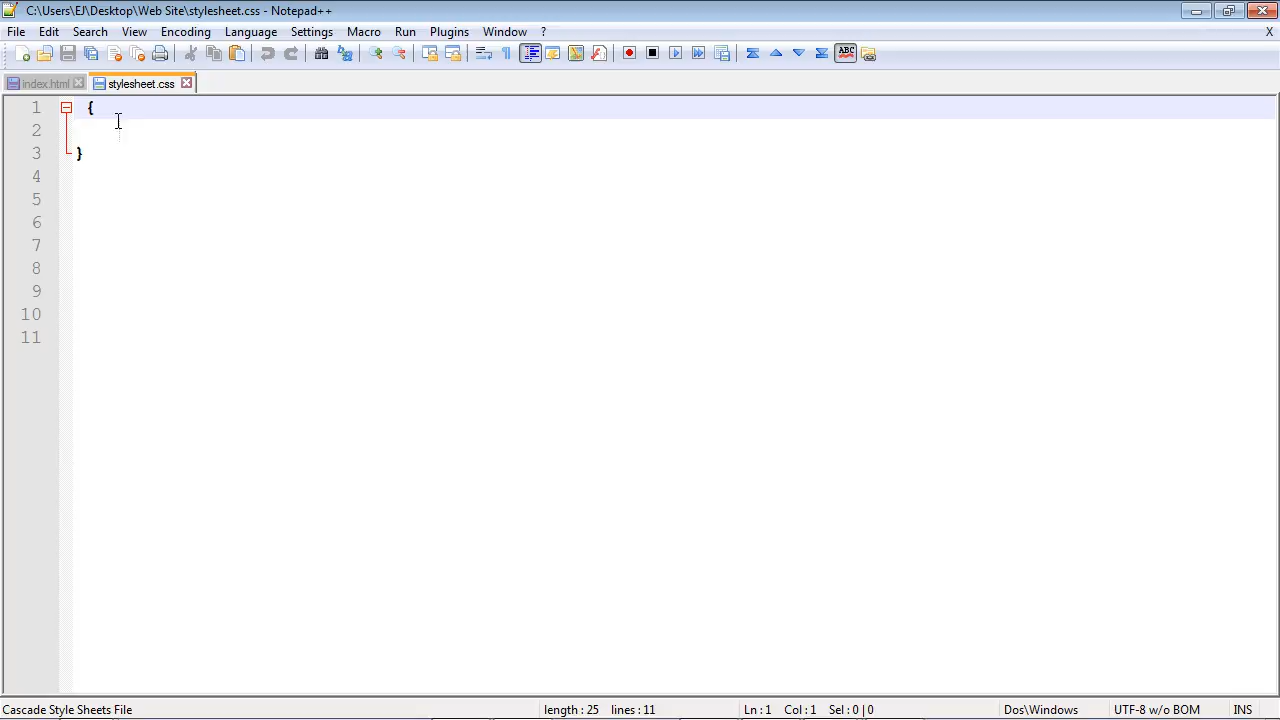 C:\Users\EJ\Desktop\Web Site\stylesheet.css - Notepad++
File Edit Search View Encoding Language Settings Macro Run Plugins Window ? X
ABC
index.html stylesheet.css
1 {
2
3 }
4
5
6
7
8
9
10
11
Cascade Style Sheets File length : 25 lines : 11 Ln : 1 Col : 1 Sel : 0 | 0 Dos\Windows UTF-8 w/o BOM INS